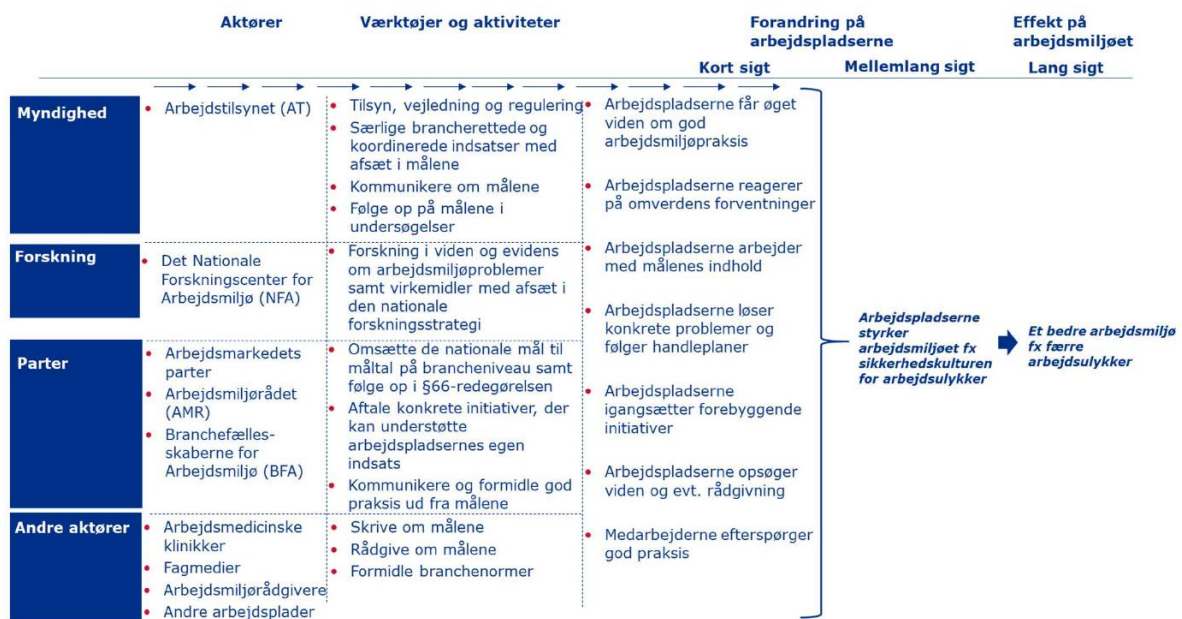 Aktører
Værktøjer og aktiviteter
Forandring på
arbejdspladserne
Effekt på
arbejdsmiljøet
Kort sigt
Mellemlang sigt
Lang sigt
Myndighed
• Arbejdstilsynet (AT)
• Tilsyn, vejledning og regulering
• Særlige brancherettede og
koordinerede indsatser med
afsæt i målene
• Kommunikere om målene
• Følge op på målene i
undersøgelser
Forskning
• Det Nationale
Forskningscenter for
Arbejdsmiljø (NFA)
• Forskning i viden og evidens
om arbejdsmiljøproblemer
samt virkemidler med afsæt i
den nationale
forskningsstrategi
Parter
• Arbejdsmarkedets
parter
• Arbejdsmiljørådet
(AMR)
• Branchefælles-
skaberne for
Arbejdsmiljø (BFA)
• Omsætte de nationale mål til
måltal på brancheniveau samt
følge op i §66-redegørelsen
• Aftale konkrete initiativer, der
kan understøtte
arbejdspladsernes egen
indsats
• Kommunikere og formidle god
praksis ud fra målene
Andre aktører
• Arbejdsmedicinske
klinikker
• Fagmedier
• Arbejdsmiljørådgivere
• Andre arbejdsplader
• Skrive om målene
• Rådgive om målene
• Formidle branchenormer
• Arbejdspladserne får øget
viden om god
arbejdsmiljøpraksis
• Arbejdspladserne reagerer
på omverdens forventninger
• Arbejdspladserne arbejder
med målenes indhold
• Arbejdspladserne løser
konkrete problemer og
følger handleplaner
• Arbejdspladserne
igangsætter forebyggende
initiativer
• Arbejdspladserne opsøger
viden og evt. rådgivning
• Medarbejderne efterspørger
god praksis
Arbejdspladserne
styrker
arbejdsmiljøet fx
sikkerhedskulturen
for arbejdsulykker
Et bedre arbejdsmiljø
fx færre
arbejdsulykker